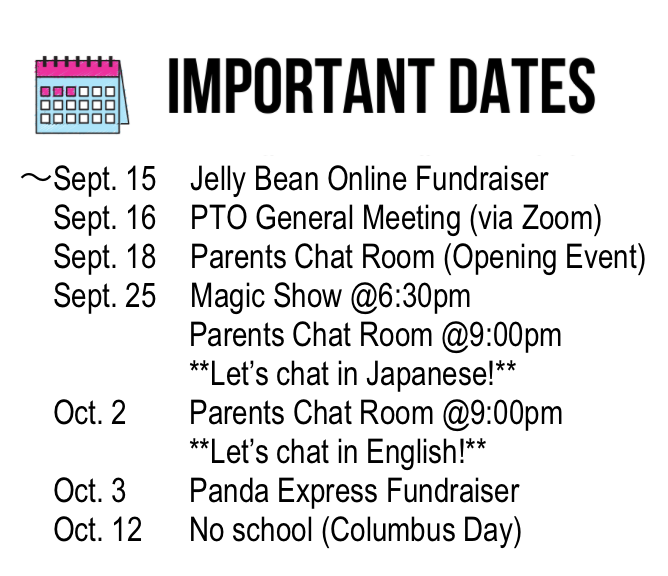 IMPORTANT DATES
～Sept. 15 Jelly Bean Online Fundraiser
Sept. 16 PTO General Meeting (via Zoom)
Sept. 18 Parents Chat Room (Opening Event)
Sept. 25 Magic Show @6:30pm
Parents Chat Room @9:00pm
**Let's chat in Japanese!**
Oct. 2 Parents Chat Room @9:00pm
**Let's chat in English!**
Oct. 3 Panda Express Fundraiser
Oct. 12 No school (Columbus Day)